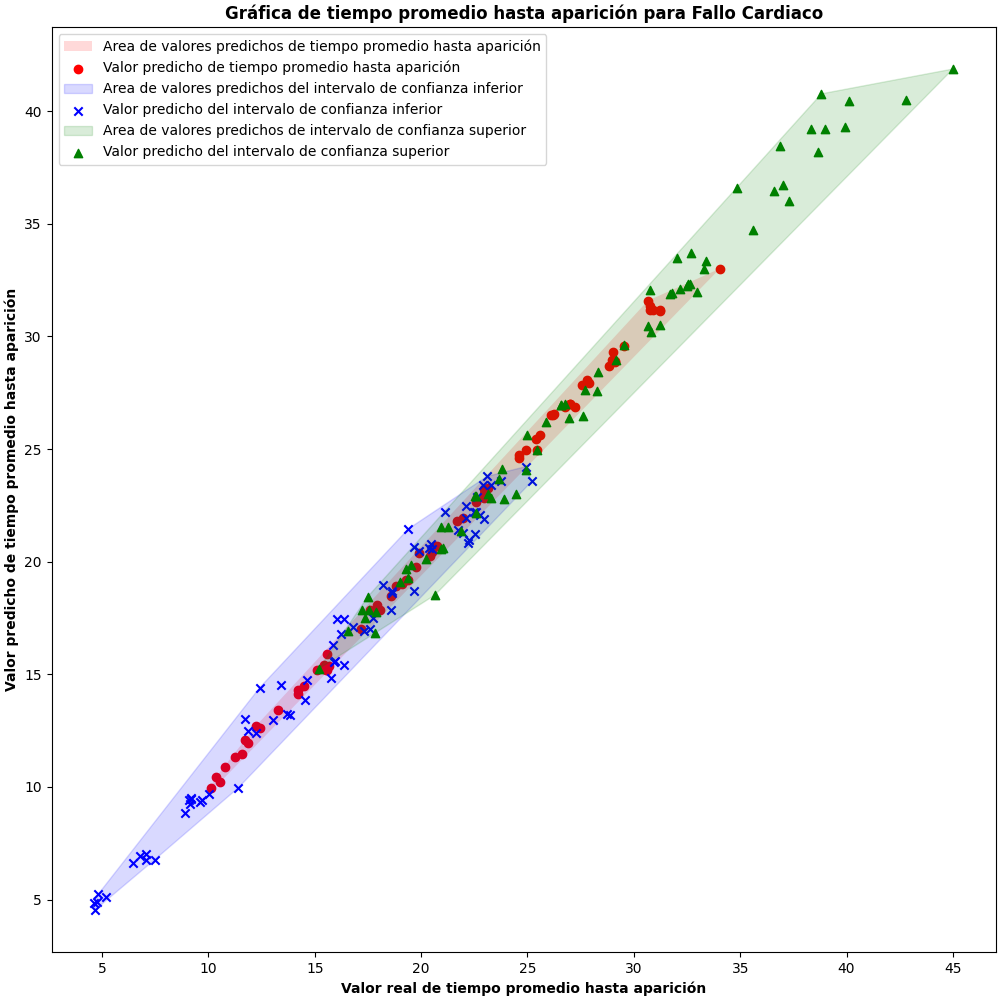 Gráfica de tiempo promedio hasta aparición para Fallo Cardiaco
Area de valores predichos de tiempo promedio hasta aparición
Valor predicho de tiempo promedio hasta aparición
Area de valores predichos del intervalo de confianza inferior
Valor predicho del intervalo de confianza inferior
Area de valores predichos de intervalo de confianza superior
Valor predicho del intervalo de confianza superior
Valor predicho de tiempo promedio hasta aparición
40
35
30
25
20
15
10
5
5 10 15 20 25 30 35 40 45
Valor real de tiempo promedio hasta aparición